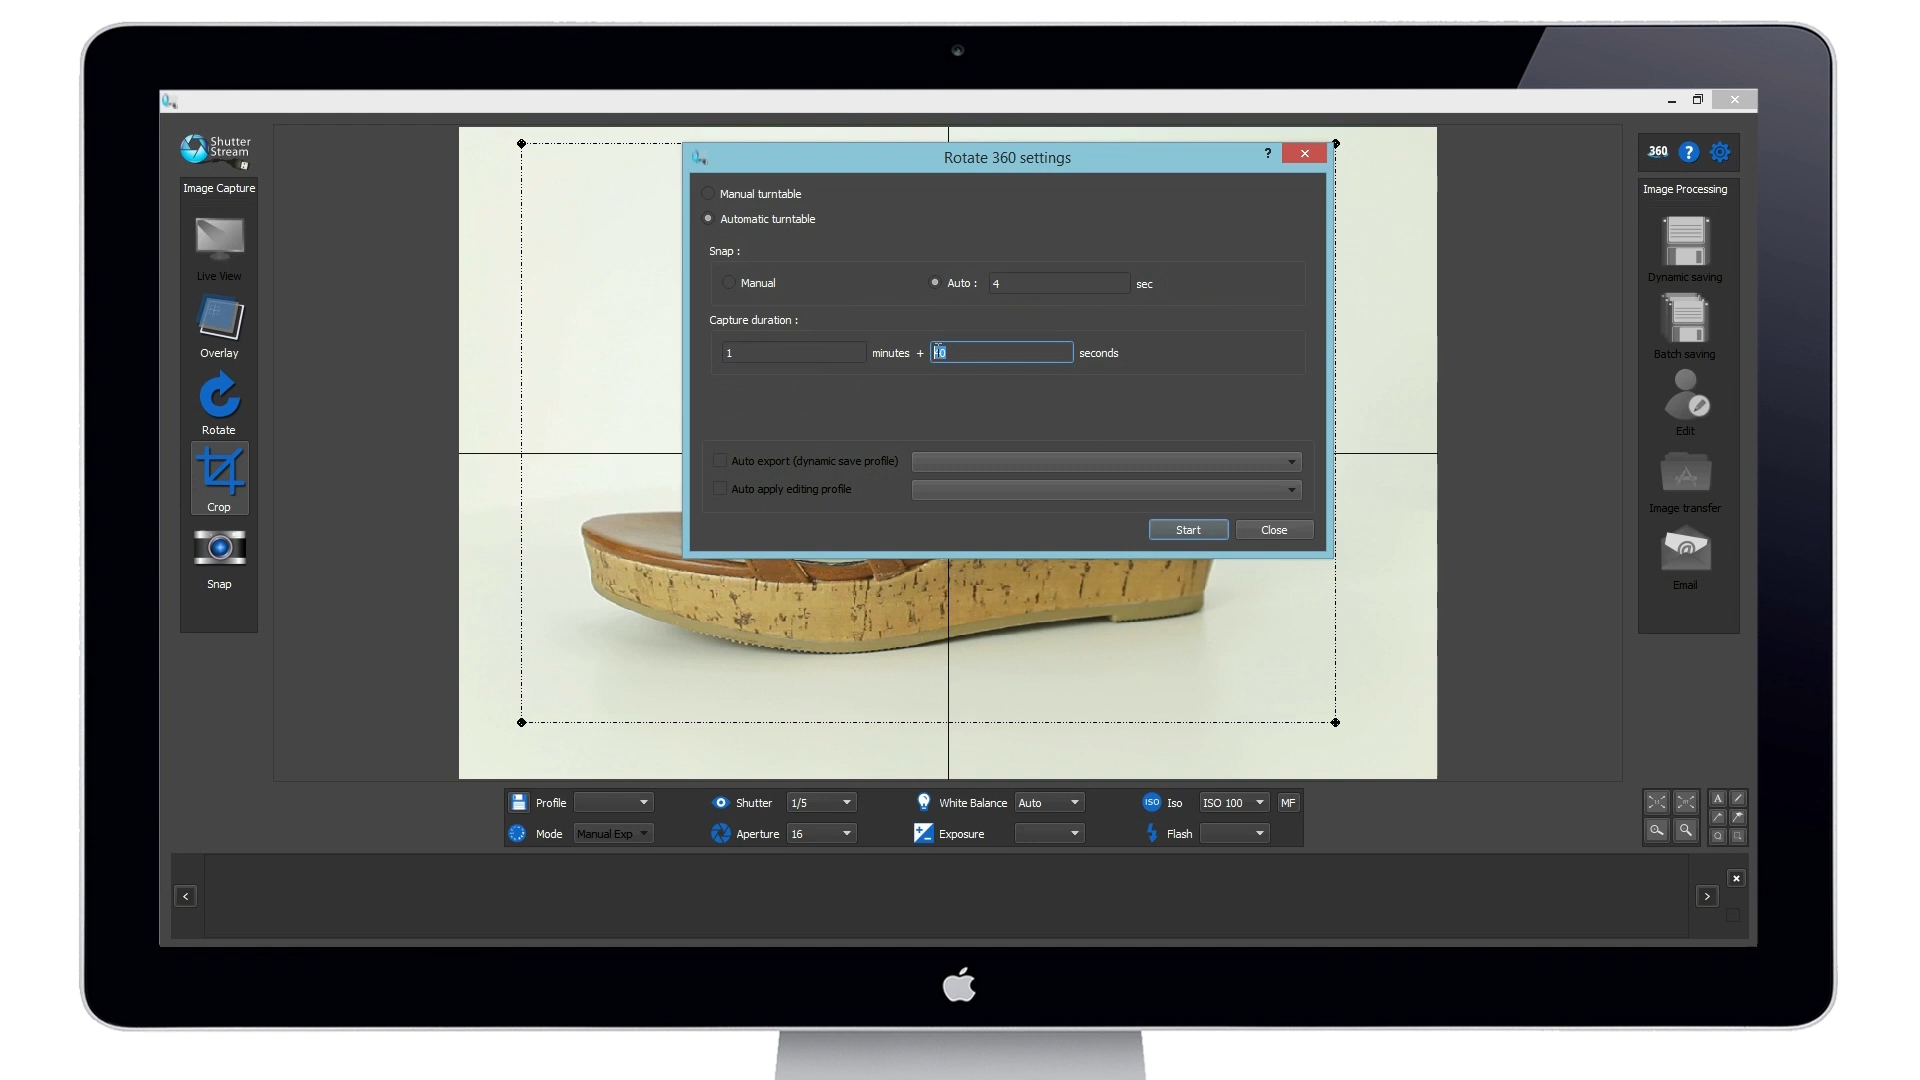 Shutter
Stream
Image Capture
Live View
Overlay
Rotate
Crop
Snap
Rotate 360 settings
?
Manual turntable
Automatic turntable
Snap :
Manual
Auto : 4 sec
Capture duration :
1 minutes + seconds
Auto export (dynamic save profile)
Auto apply editing profile
Start Close
360 ?
Image Processing
Dynamic saving
Batch saving
Edit
Image transfer
Email
Profile Shutter 1/5 White Balance Auto ISO Iso ISO 100 MF
Mode Manual Exp Aperture 16 Exposure Flash
A
< >